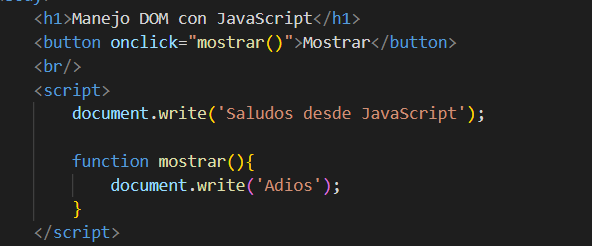 <h1>Manejo DOM con JavaScript</h1>
<button onclick="mostrar()">Mostrar</button>
<br/>
<script>
document.write('Saludos desde JavaScript');
function mostrar(){
document.write('Adios');
}
</script>